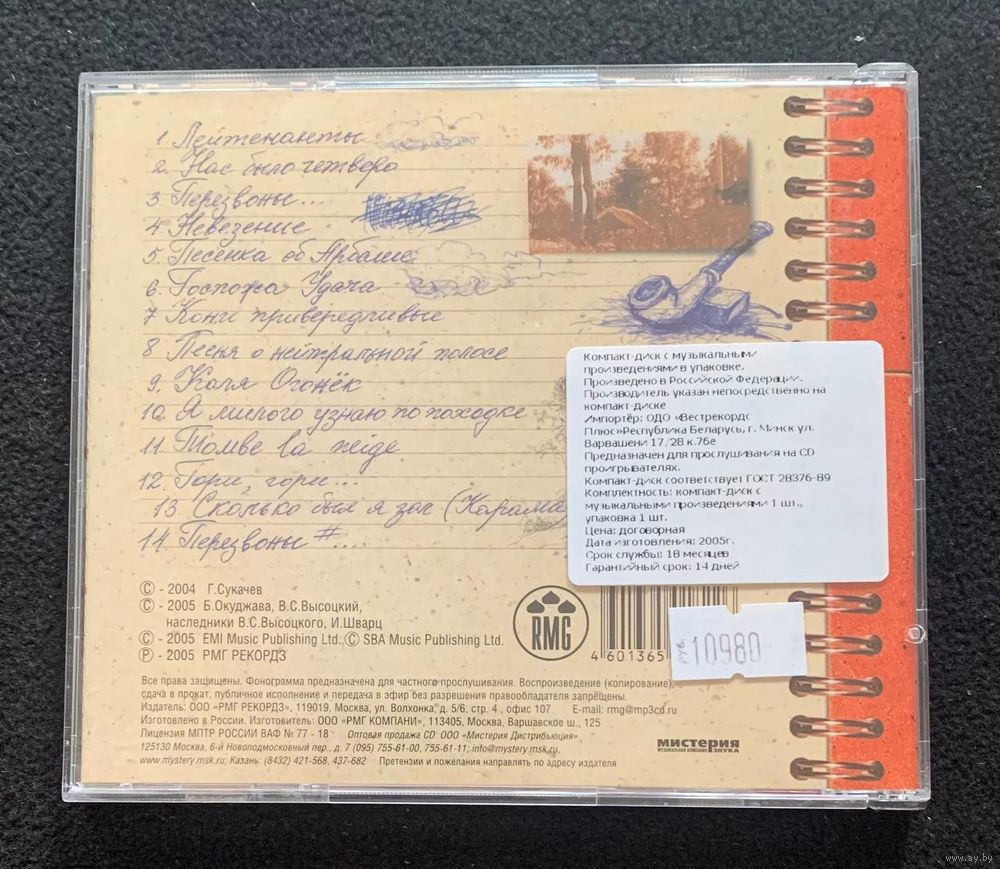 1. Лейтенанты
2. Нас было четверо
3 Перезвоны...
4. Невезение
5. Песенка об Арбате
6. Госпожа Удача
7 Кони привередливые
8 Песня о нейтральной полосе
9. Коля Огонёк
10. Я милого узнаю по походке
11. Томве la neige
12. Гори, гори...
13. Сколько был я зол (Карама
14. Перезвоны #...
Ⓒ - 2004 Г.Сукачев
Ⓒ - 2005 Б.Окуджава, В.С.Высоцкий,
наследники В.С.Высоцкого, И.Шварц
Ⓒ - 2005 EMI Music Publishing Ltd.,Ⓒ SBA Music Publishing Ltd.
Ⓟ - 2005 РМГ РЕКОРДЗ
RMG
4 601365
Компакт-диск с музыкальными
произведениями в упаковке.
Произведено в Российской Федерации.
Производитель указан непосредственно на
компакт-диске
Импортёр: ОДО «Вестрекордс
Плюс»Республика Беларусь, г. Минск ул.
Варвашени 17/28 к.76е
Предназначен для прослушивания на CD
проигрывателях.
Компакт-диск соответствует ГОСТ 28376-89
Комплектность: компакт-диск с
музыкальными произведениями 1 шт.,
упаковка 1 шт.
Цена: договорная
Дата изготовления: 2005г.
Срок службы: 18 месяцев
Гарантийный срок: 14 дней
руб. 10980
Все права защищены. Фонограмма предназначена для частного прослушивания. Воспроизведение (копирование),
сдача в прокат, публичное исполнение и передача в эфир без разрешения правообладателя запрещены.
Издатель: ООО «РМГ РЕКОРДЗ», 119019, Москва, ул. Волхонка, д. 5/6, стр. 4 , офис 107 E-mail: rmg@mp3cd.ru
Изготовлено в России. Изготовитель: ООО «РМГ КОМПАНИ», 113405, Москва, Варшавское ш., 125
Лицензия МПТР РОССИИ ВАФ № 77 - 18 Оптовая продажа CD: ООО «Мистерия Дистрибьюция»
125130 Москва, 6-й Новоподмосковный пер., д. 7 (095) 755-61-00, 755-61-11; info@mystery.msk.ru,
www.mystery.msk.ru; Казань: (8432) 421-568, 437-682 Претензии и пожелания направлять по адресу издателя
мистерия
МУЗЫКАЛЬНАЯ КОМПАНИЯ ЗВУКА
www.ay.by